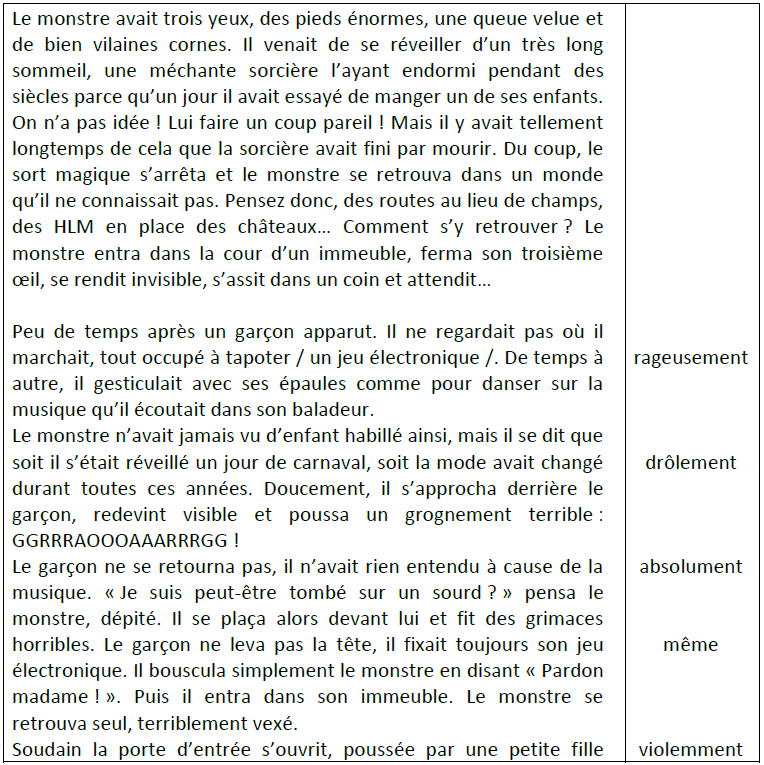 Le monstre avait trois yeux, des pieds énormes, une queue velue et
de bien vilaines cornes. Il venait de se réveiller d’un très long
sommeil, une méchante sorcière l’ayant endormi pendant des
siècles parce qu’un jour il avait essayé de manger un de ses enfants.
On n’a pas idée ! Lui faire un coup pareil ! Mais il y avait tellement
longtemps de cela que la sorcière avait fini par mourir. Du coup, le
sort magique s’arrêta et le monstre se retrouva dans un monde
qu’il ne connaissait pas. Pensez donc, des routes au lieu de champs,
des HLM en place des châteaux… Comment s’y retrouver ? Le
monstre entra dans la cour d’un immeuble, ferma son troisième
œil, se rendit invisible, s’assit dans un coin et attendit…
Peu de temps après un garçon apparut. Il ne regardait pas où il
marchait, tout occupé à tapoter / un jeu électronique /. De temps à rageusement
autre, il gesticulait avec ses épaules comme pour danser sur la
musique qu’il écoutait dans son baladeur.
Le monstre n’avait jamais vu d’enfant habillé ainsi, mais il se dit que
soit il s’était réveillé un jour de carnaval, soit la mode avait changé drôlement
durant toutes ces années. Doucement, il s’approcha derrière le
garçon, redevint visible et poussa un grognement terrible :
GGRRRAOOOAAARRRGG !
Le garçon ne se retourna pas, il n’avait rien entendu à cause de la absolument
musique. « Je suis peut-être tombé sur un sourd ? » pensa le
monstre, dépité. Il se plaça alors devant lui et fit des grimaces
horribles. Le garçon ne leva pas la tête, il fixait toujours son jeu même
électronique. Il bouscula simplement le monstre en disant « Pardon
madame ! ». Puis il entra dans son immeuble. Le monstre se
retrouva seul, terriblement vexé.
Soudain la porte d’entrée s’ouvrit, poussée par une petite fille violemment